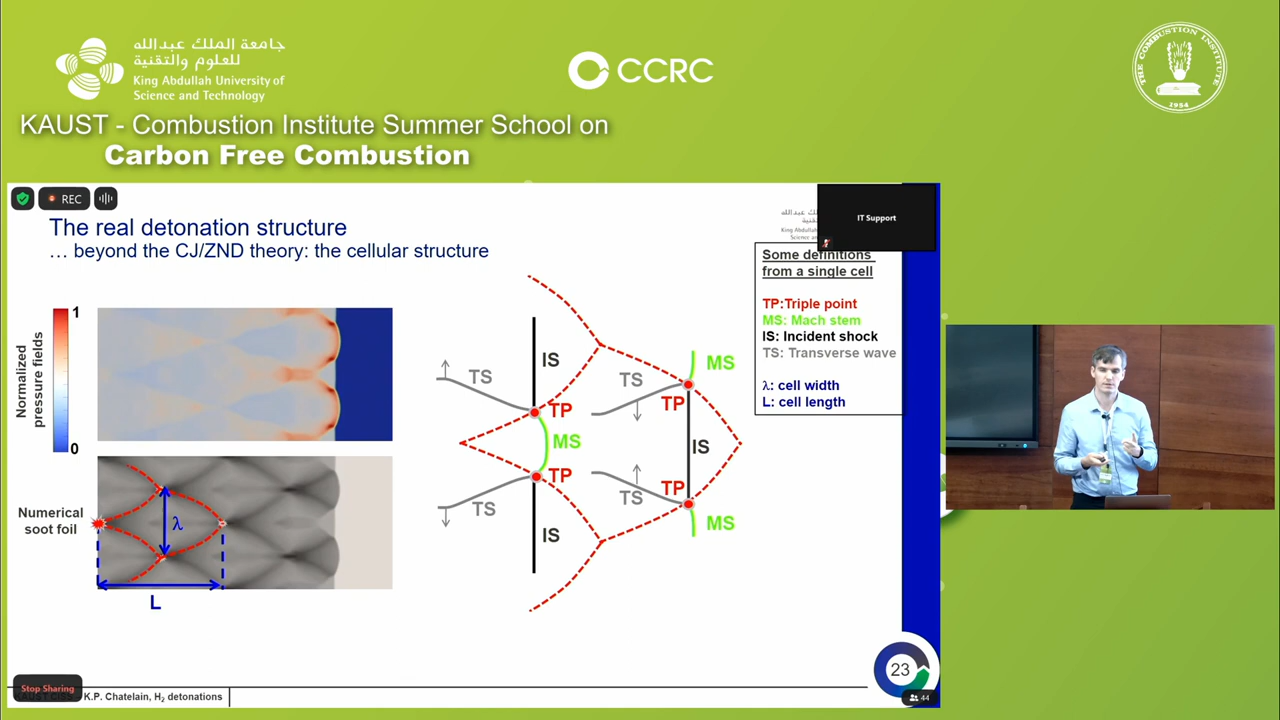 جامعة الملك عبدالله
للعلوم والتقنية
King Abdullah University of
Science and Technology
CCRC
THE COMBUSTION INSTITUTE
1954
KAUST - Combustion Institute Summer School on
Carbon Free Combustion
REC
IT Support
The real detonation structure
… beyond the CJ/ZND theory: the cellular structure
Some definitions
from a single cell
TP:Triple point
MS: Mach stem
IS: Incident shock
TS: Transverse wave
λ: cell width
L: cell length
Normalized
pressure fields
1
0
Numerical
soot foil
λ
L
IS
TS
TP
MS
TP
TS
IS
MS
TS
TP
IS
TP
TS
MS
23
44
Stop Sharing
K.P. Chatelain, H2 detonations